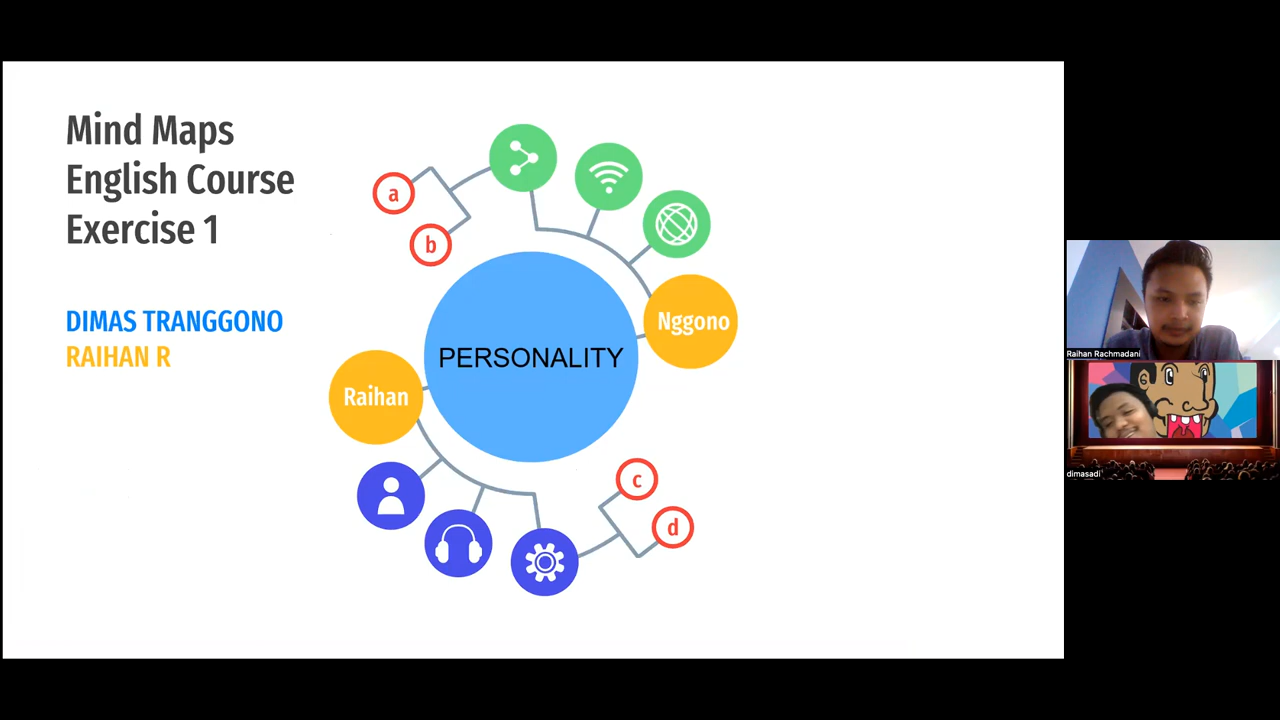 Mind Maps
English Course
Exercise 1
DIMAS TRANGGONO
RAIHAN R
a
b
Nggono
PERSONALITY
Raihan
c
d
Raihan Rachmadani
dimasadi